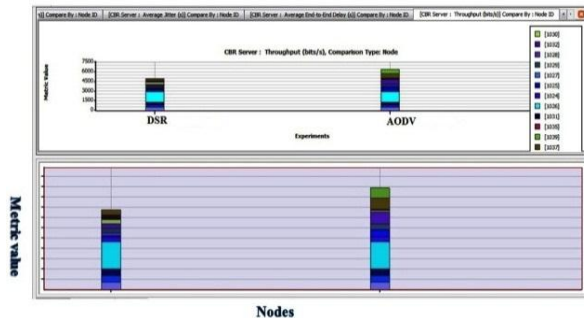 s)] Compare By : Node ID
[CBR Server : Average Jitter (s)] Compare By : Node ID
[CBR Server : Average End-to-End Delay (s)] Compare By : Node ID
[CBR Server : Throughput (bits/s)] Compare By : Node ID
CBR Server : Throughput (bits/s), Comparison Type: Node
Metric Value
7500
6000
4500
3000
1500
0
DSR
AODV
Experiments
[1030]
[1032]
[1028]
[1029]
[1027]
[1025]
[1024]
[1026]
[1031]
[1035]
[1039]
[1037]
Metric value
Nodes